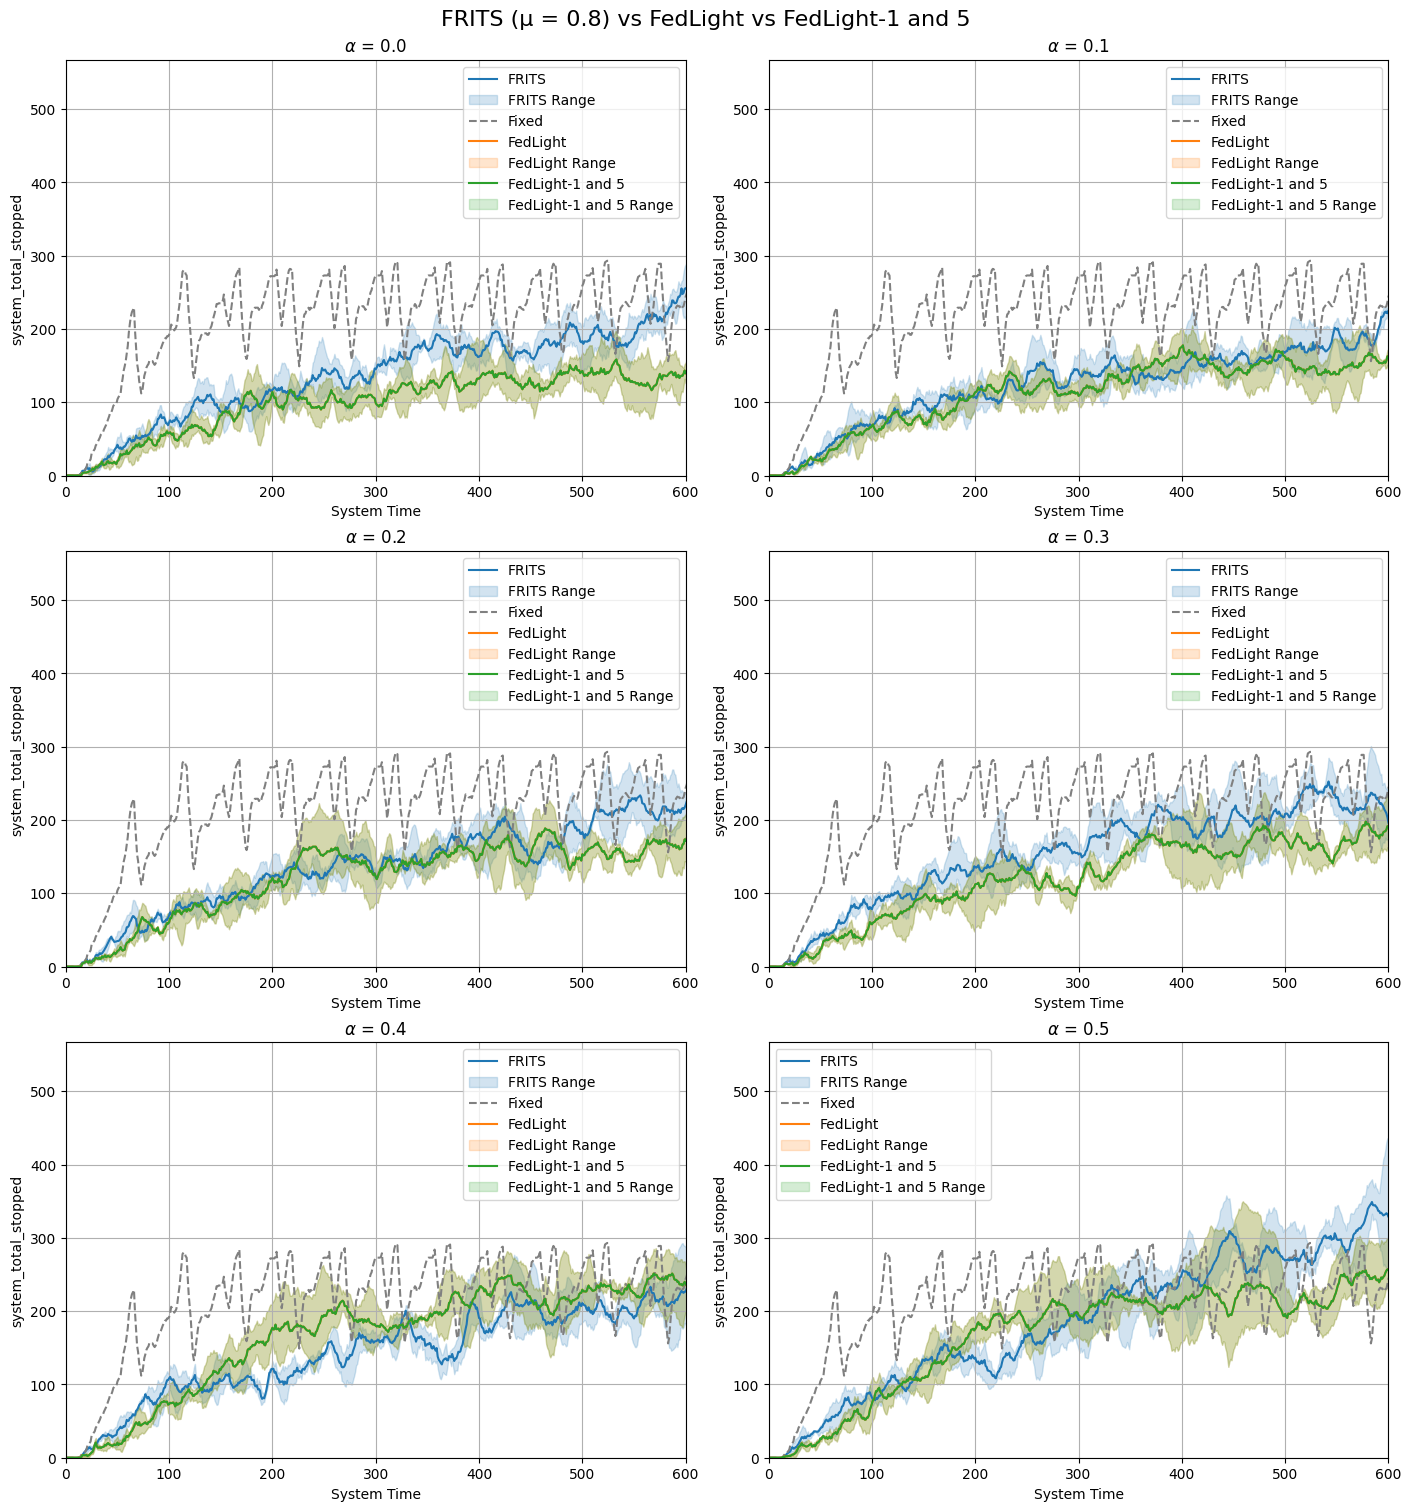 FRITS (μ = 0.8) vs FedLight vs FedLight-1 and 5
α = 0.0
500
400
300
200
100
0
system_total_stopped
FRITS
FRITS Range
Fixed
FedLight
FedLight Range
FedLight-1 and 5
FedLight-1 and 5 Range
0 100 200 300 400 500 600
System Time
α = 0.1
500
400
300
200
100
0
system_total_stopped
FRITS
FRITS Range
Fixed
FedLight
FedLight Range
FedLight-1 and 5
FedLight-1 and 5 Range
0 100 200 300 400 500 600
System Time
α = 0.2
500
400
300
200
100
0
system_total_stopped
FRITS
FRITS Range
Fixed
FedLight
FedLight Range
FedLight-1 and 5
FedLight-1 and 5 Range
0 100 200 300 400 500 600
System Time
α = 0.3
500
400
300
200
100
0
system_total_stopped
FRITS
FRITS Range
Fixed
FedLight
FedLight Range
FedLight-1 and 5
FedLight-1 and 5 Range
0 100 200 300 400 500 600
System Time
α = 0.4
500
400
300
200
100
0
system_total_stopped
FRITS
FRITS Range
Fixed
FedLight
FedLight Range
FedLight-1 and 5
FedLight-1 and 5 Range
0 100 200 300 400 500 600
System Time
α = 0.5
500
400
300
200
100
0
system_total_stopped
FRITS
FRITS Range
Fixed
FedLight
FedLight Range
FedLight-1 and 5
FedLight-1 and 5 Range
0 100 200 300 400 500 600
System Time